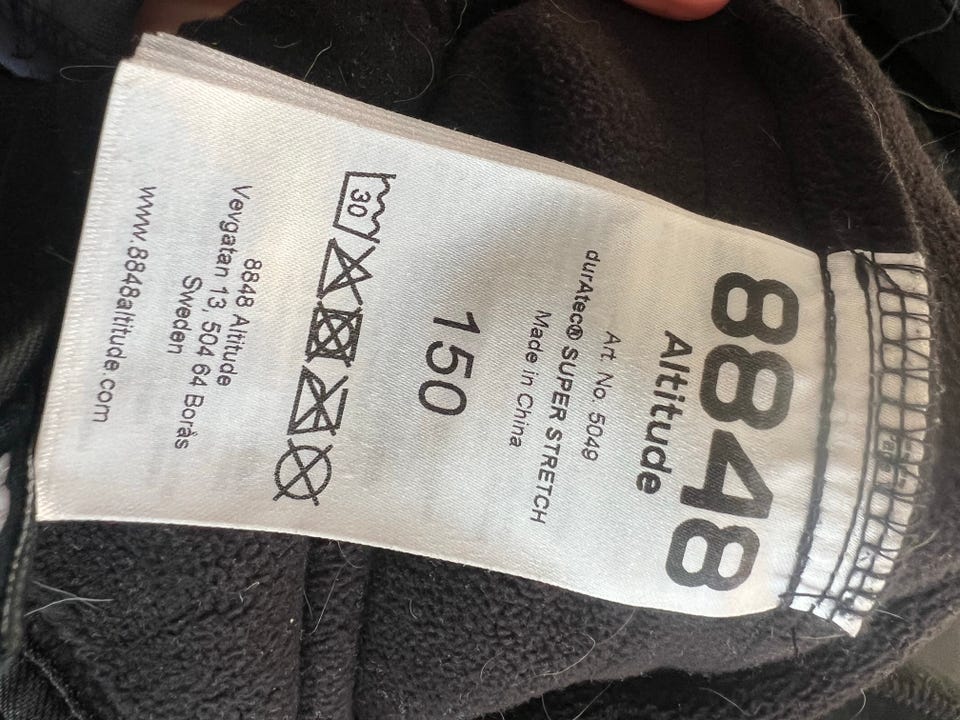 8848
Altitude
Art. No. 5049
durAtec® SUPER STRETCH
Made in China
150
30
8848 Altitude
Vevgatan 13, 504 64 Borås
Sweden
www.8848altitude.com